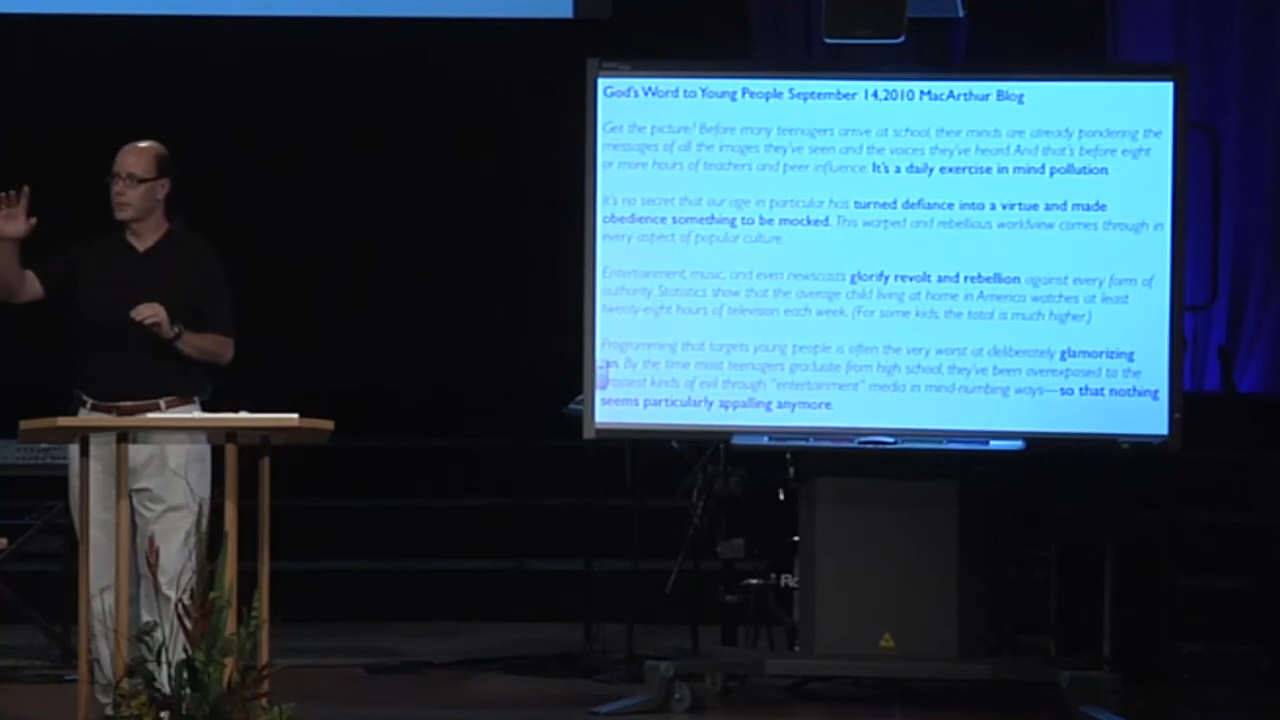 God's Word to Young People September 14,2010 MacArthur Blog
Get the picture? Before many teenagers arrive at school, their minds are already pondering the
messages of all the images they've seen and the voices they've heard. And that's before eight
or more hours of teachers and peer influence. It's a daily exercise in mind pollution.
It's no secret that our age in particular has turned defiance into a virtue and made
obedience something to be mocked. This warped and rebellious worldview comes through in
every aspect of popular culture.
Entertainment, music, and even newscasts glorify revolt and rebellion against every form of
authority. Statistics show that the average child living at home in America watches at least
twenty-eight hours of television each week. (For some kids, the total is much higher.)
Programming that targets young people is often the very worst at deliberately glamorizing
By the time most teenagers graduate from high school, they've been overexposed to the
kinds of evil through "entertainment" media in mind-numbing ways—so that nothing
seems particularly appalling anymore.